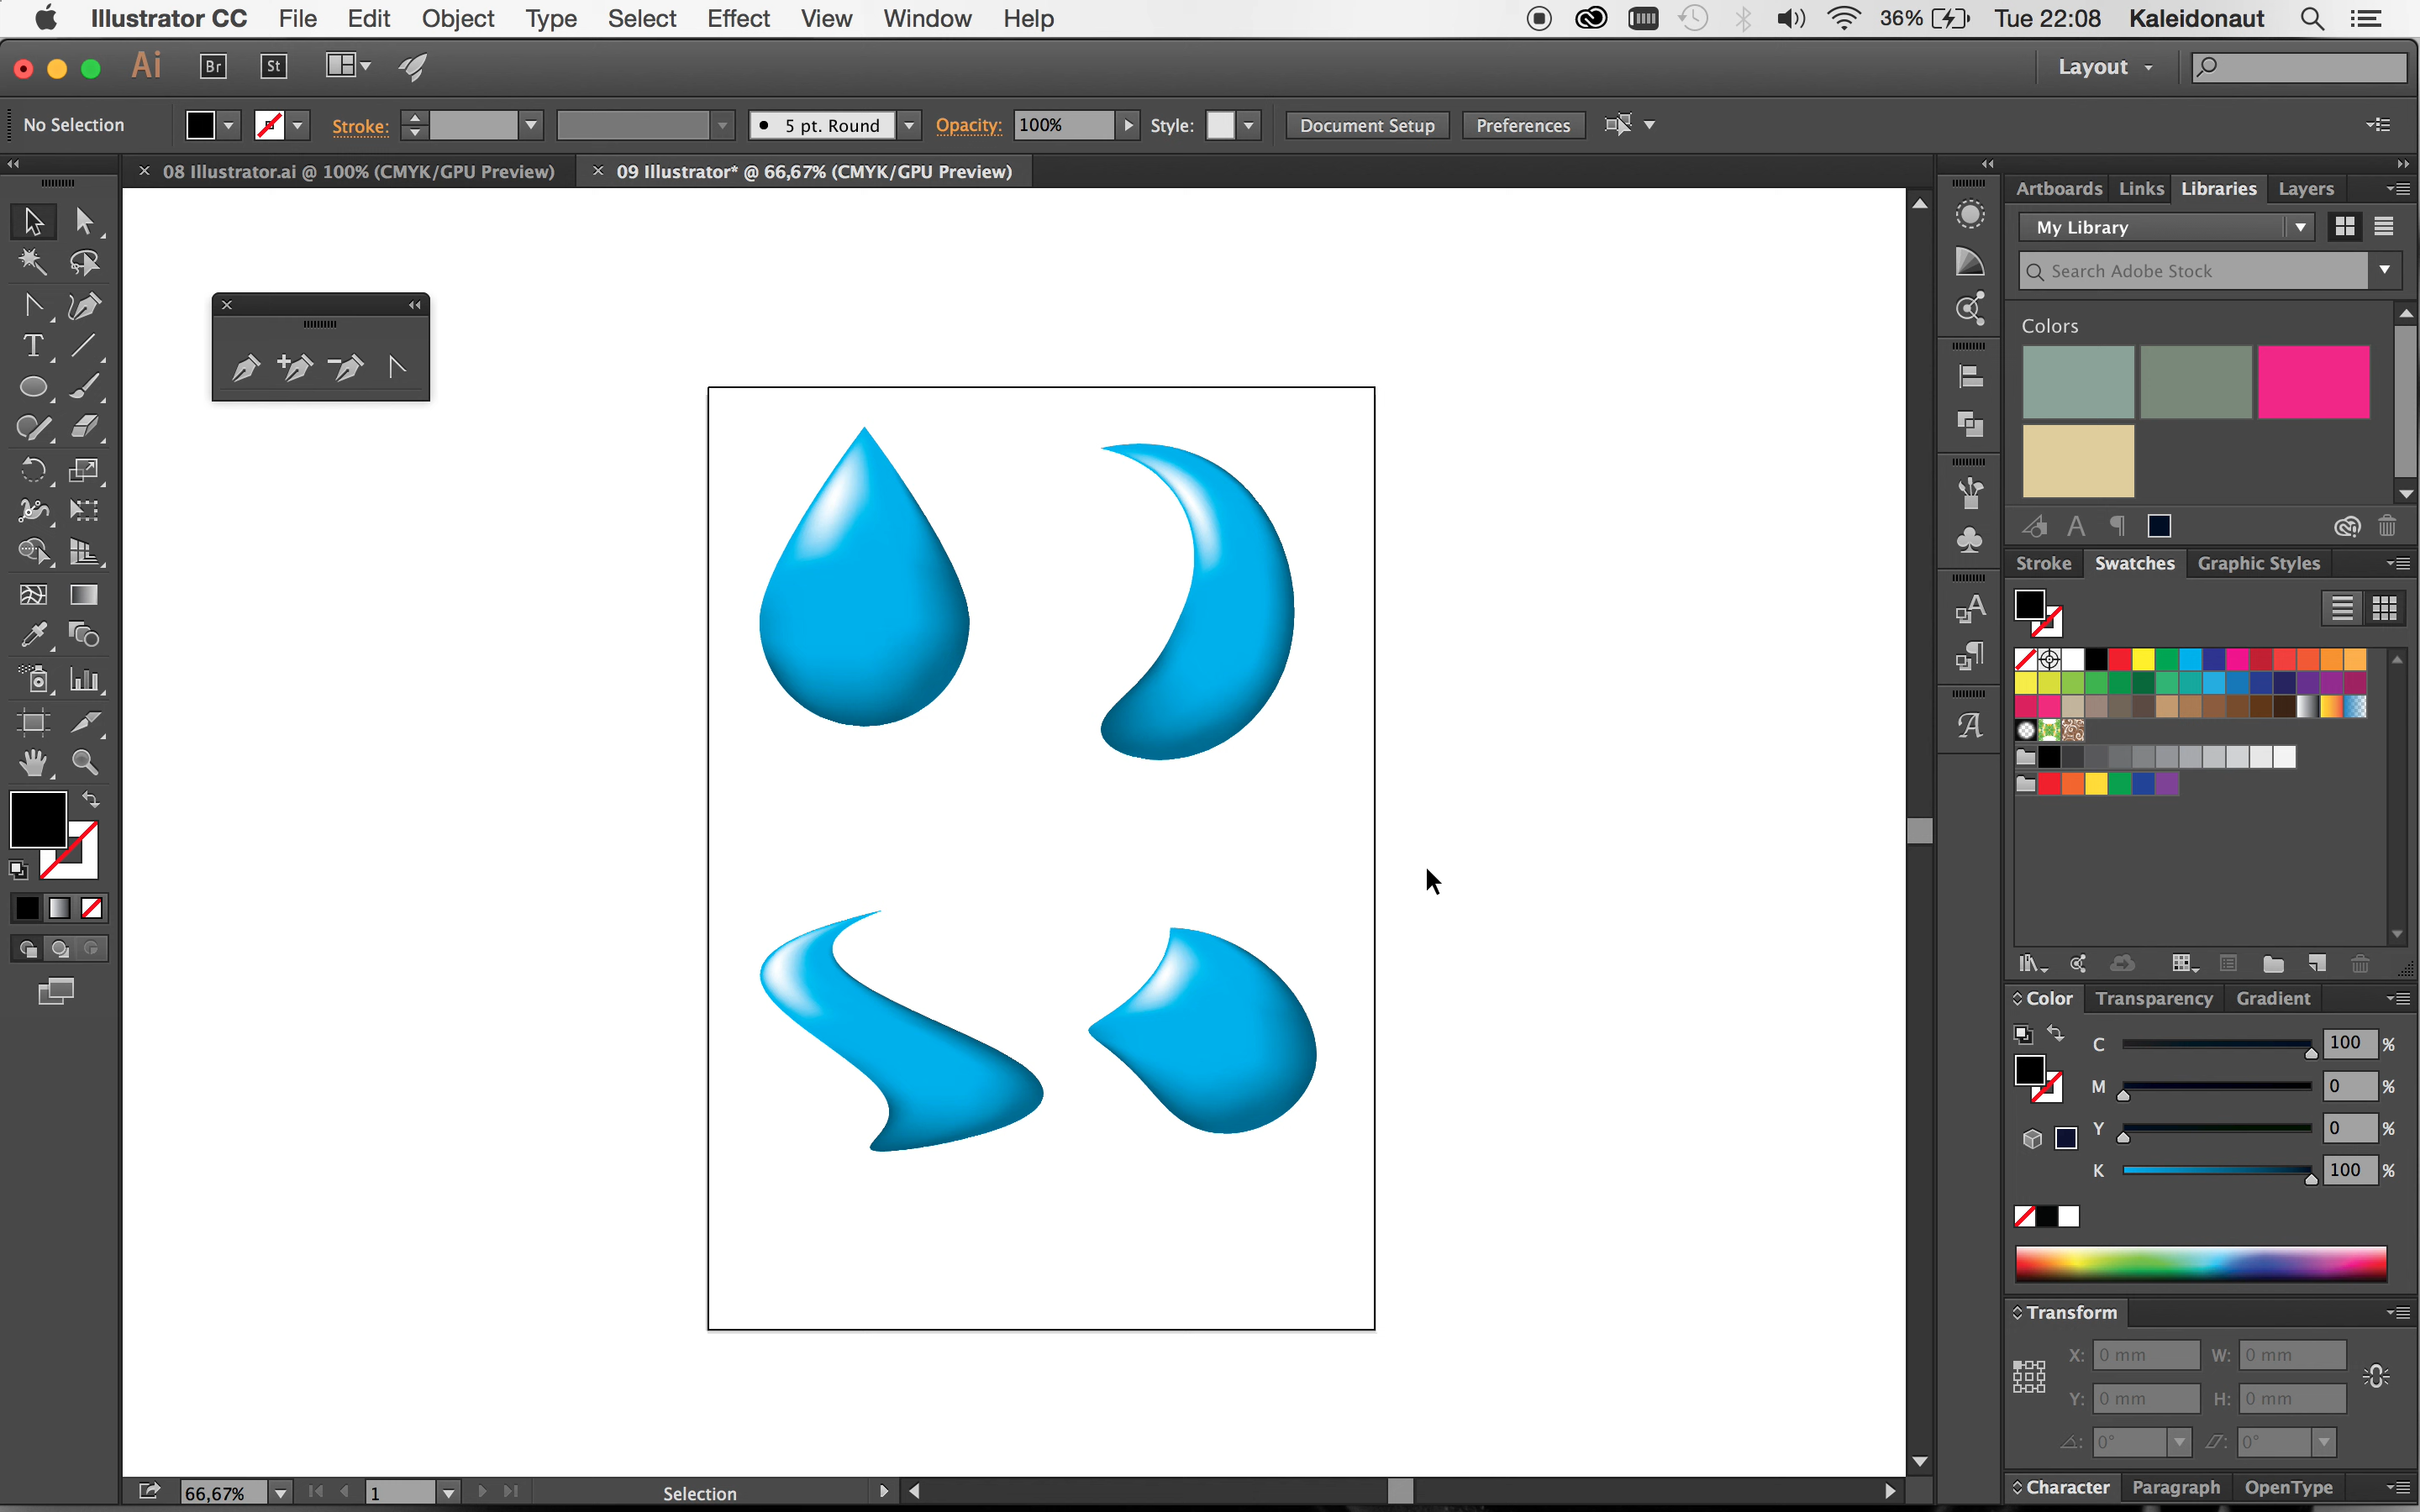 Illustrator CC File Edit Object Type Select Effect View Window Help 36% Tue 22:08 Kaleidonaut
Ai Br St Layout
No Selection Stroke: 5 pt. Round Opacity: 100% Style: Document Setup Preferences
× 08 Illustrator.ai @ 100% (CMYK/GPU Preview) × 09 Illustrator* @ 66,67% (CMYK/GPU Preview)
Artboards Links Libraries Layers
My Library
Search Adobe Stock
Colors
Stroke Swatches Graphic Styles
Color Transparency Gradient
C 100 %
M 0 %
Y 0 %
K 100 %
Transform
X: 0 mm W: 0 mm
Y: 0 mm H: 0 mm
0° 0°
66,67% 1 Selection
Character Paragraph OpenType